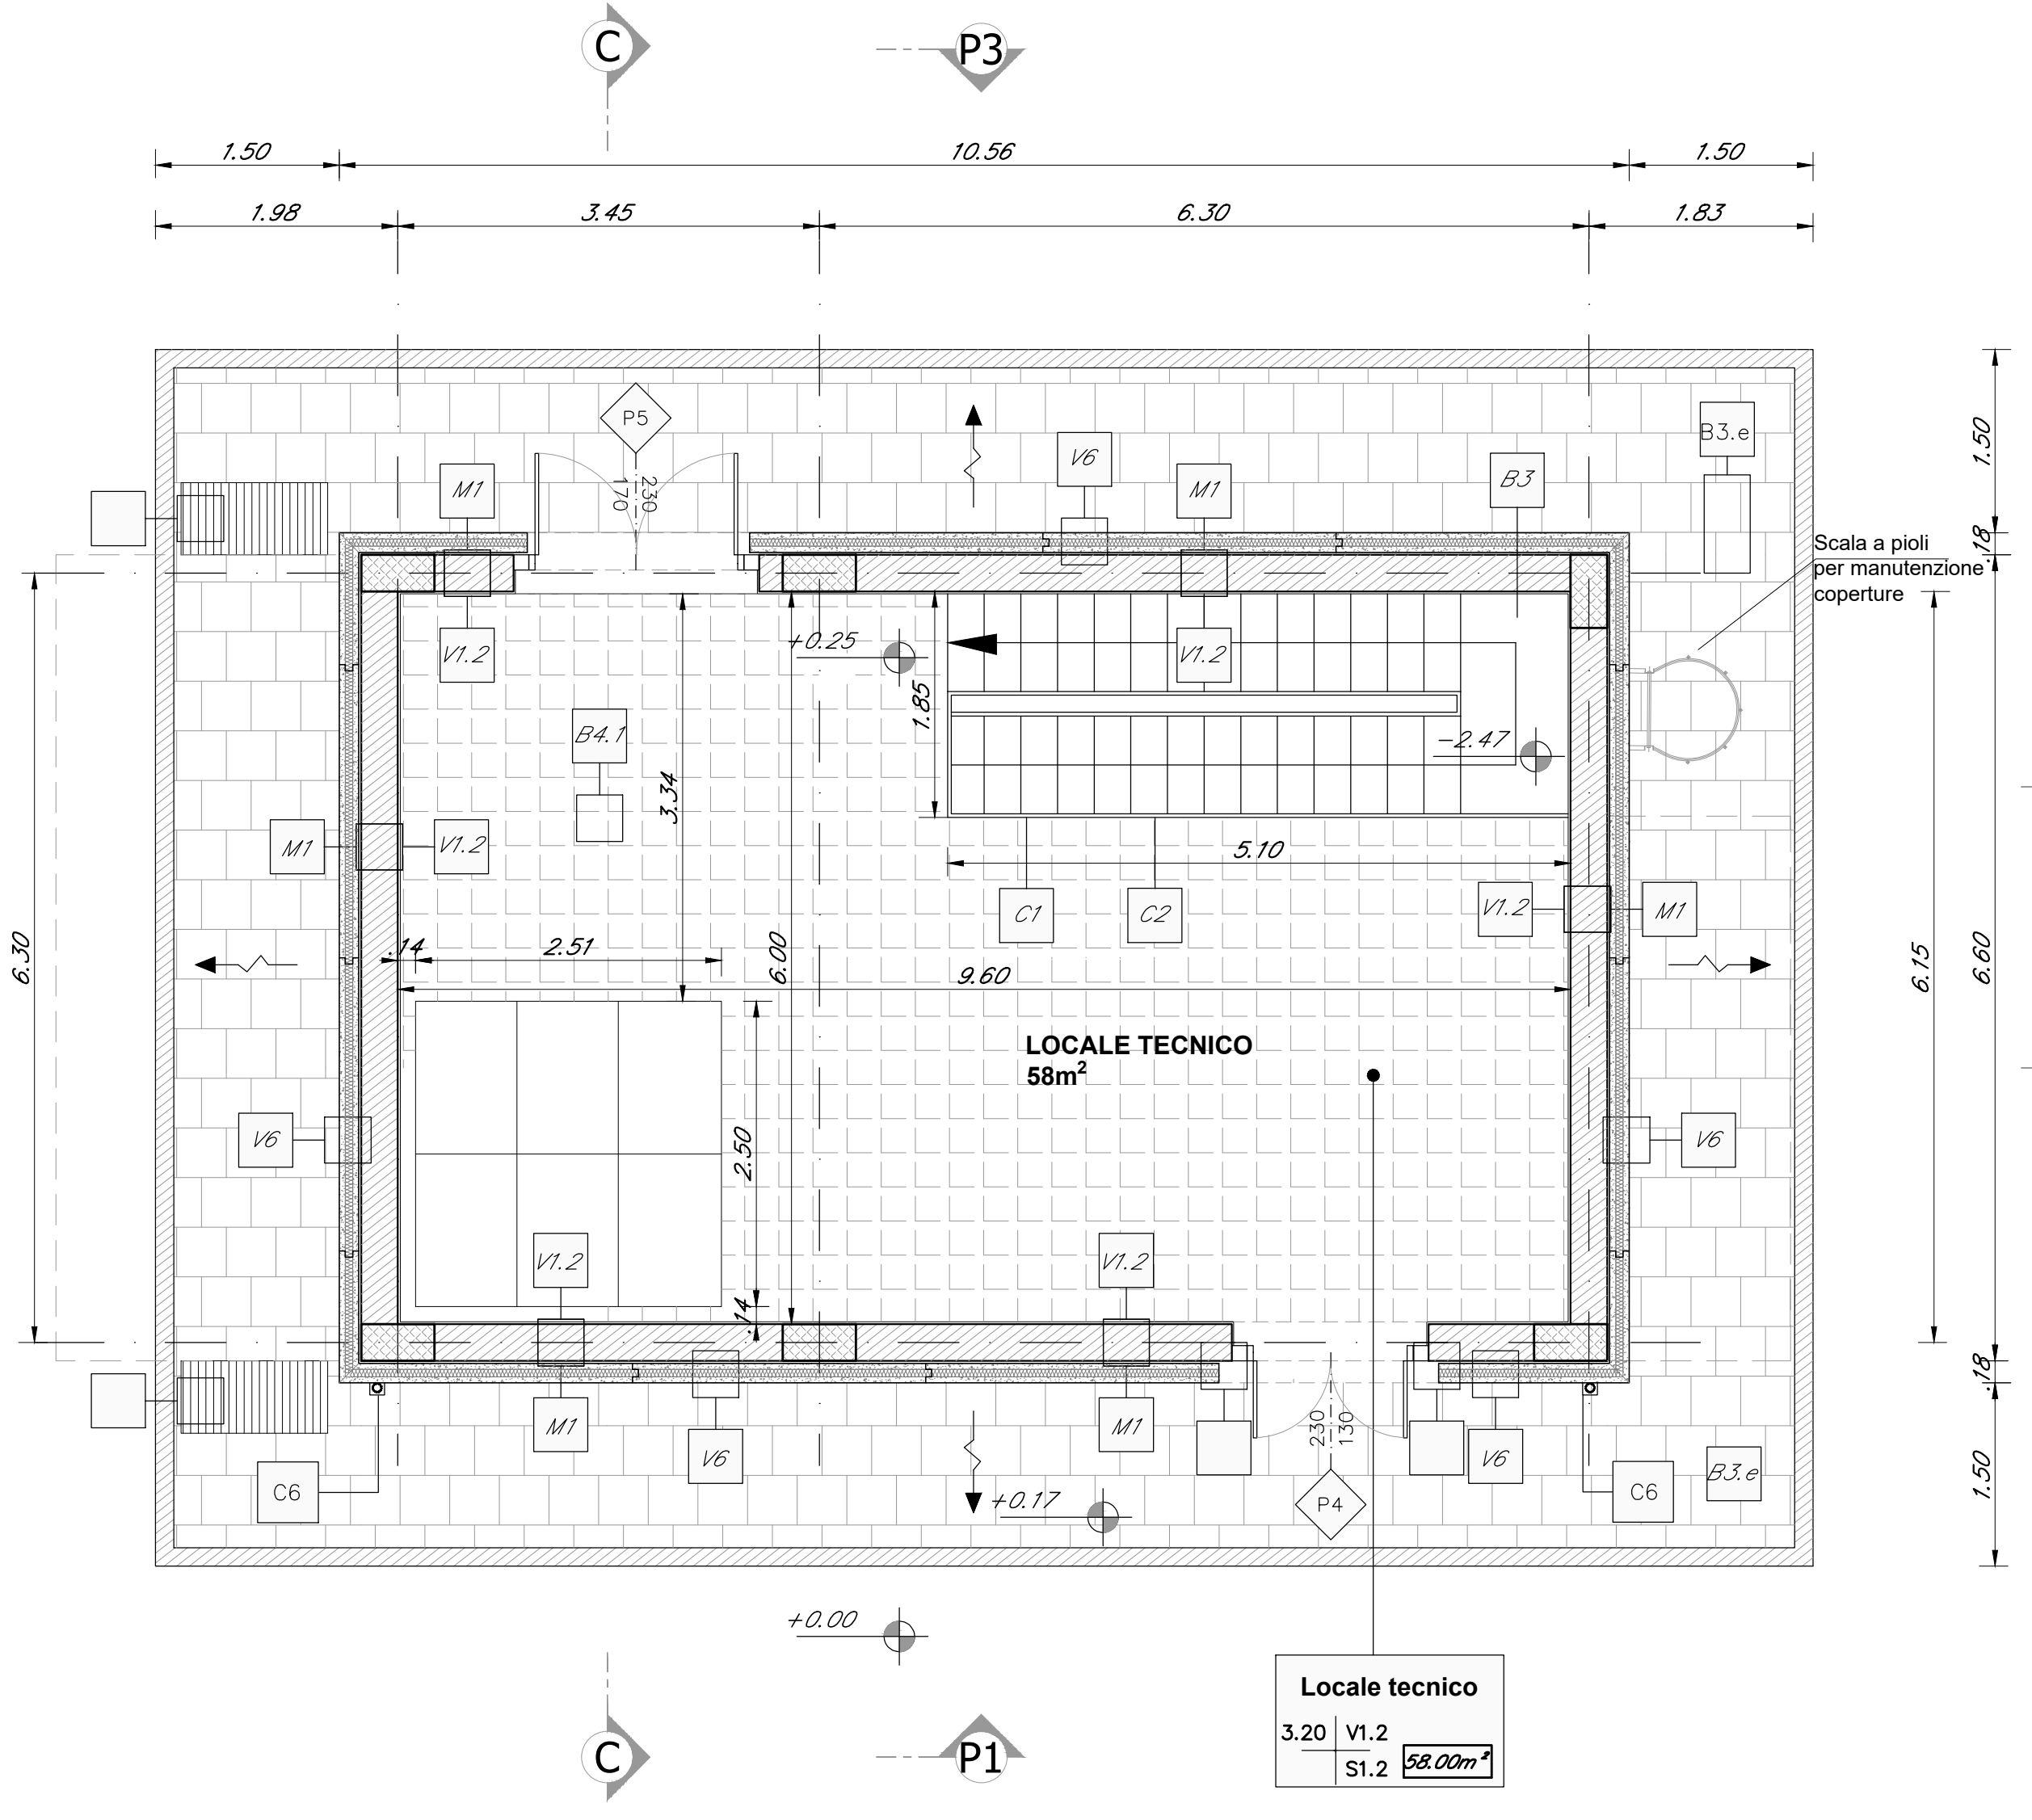 C
P3
1.50
10.56
1.50
1.98
3.45
6.30
1.83
P5
170
230
M1
V6
M1
B3
B3.e
1.50
.18
Scala a pioli
per manutenzione
coperture
+0.25
V1.2
V1.2
1.85
B4.1
-2.47
3.34
M1
V1.2
5.10
C1
C2
V1.2
M1
6.30
.14
2.51
6.00
9.60
6.15
6.60
LOCALE TECNICO
58m²
V6
2.50
V6
V1.2
V1.2
.14
.18
M1
V6
M1
230
130
V6
C6
+0.17
P4
C6
B3.e
1.50
+0.00
Locale tecnico
3.20
V1.2
S1.2
58.00m²
C
P1